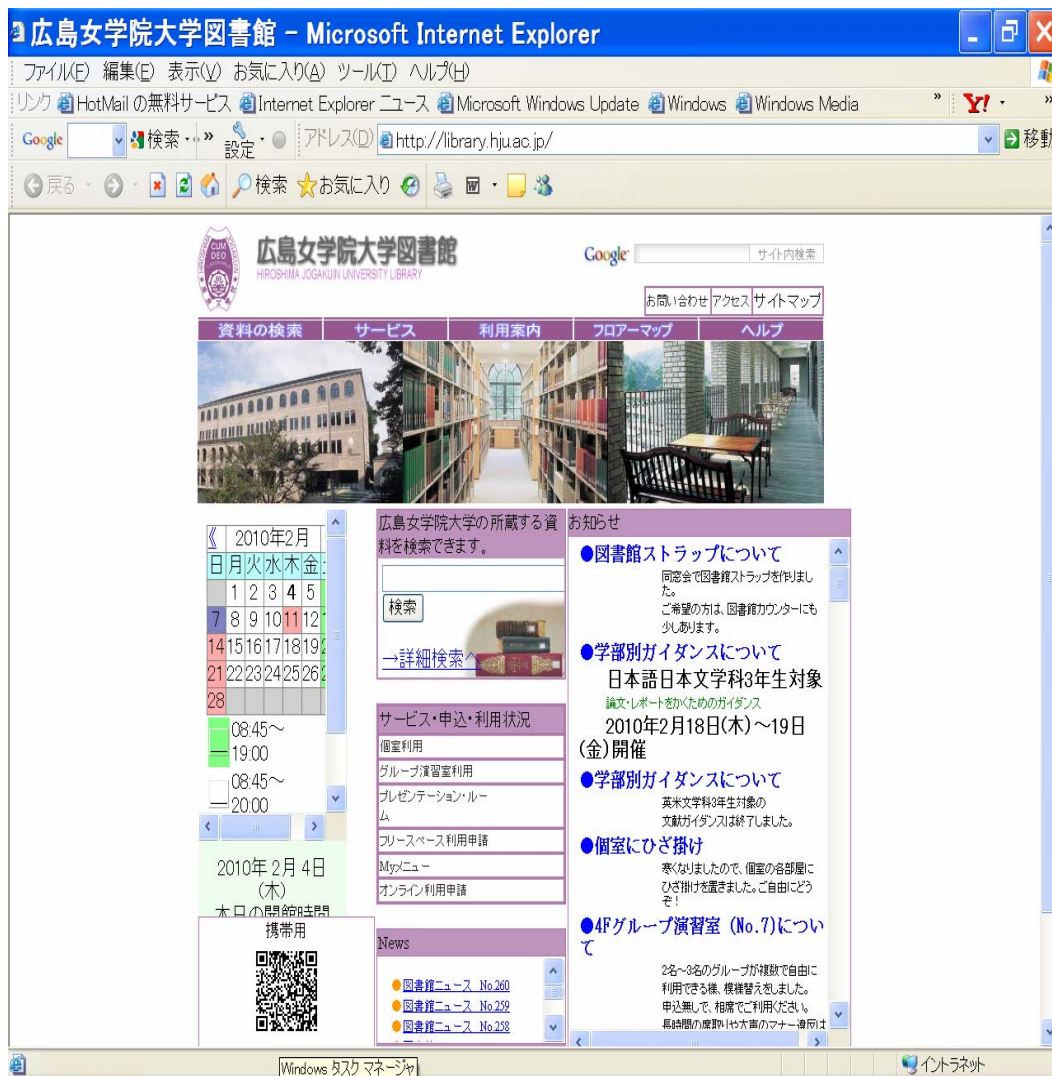 広島女学院大学図書館 - Microsoft Internet Explorer
ファイル(F) 編集(E) 表示(V) お気に入り(A) ツール(T) ヘルプ(H)
リンク HotMail の無料サービス Internet Explorer ニュース Microsoft Windows Update Windows Windows Media » Y! »
Google 検索 » 設定 アドレス(D) http://library.hju.ac.jp/ 移動
戻る 検索 お気に入り
広島女学院大学図書館
HIROSHIMA JOGAKUIN UNIVERSITY LIBRARY
CUM DEO
Google サイト内検索
お問い合わせ アクセス サイトマップ
資料の検索 サービス 利用案内 フロアーマップ ヘルプ
《 2010年2月
日 月 火 水 木 金
1 2 3 4 5
7 8 9 10 11 12
14 15 16 17 18 19
21 22 23 24 25 26
28
08:45～
19:00
08:45～
20:00
2010年 2月 4日
(木)
本日の開館時間
携帯用
広島女学院大学の所蔵する資
料を検索できます。
検索
→詳細検索へ
サービス・申込・利用状況
個室利用
グループ演習室利用
プレゼンテーション・ルー
ム
フリースペース利用申請
Myメニュー
オンライン利用申請
News
図書館ニュース No.260
図書館ニュース No.259
図書館ニュース No.258
お知らせ
●図書館ストラップについて
同窓会で図書館ストラップを作りまし
た。
ご希望の方は、図書館カウンターにも
少しあります。
●学部別ガイダンスについて
日本語日本文学科3年生対象
論文・レポートをかくためのガイダンス
2010年2月18日(木)～19日
(金)開催
●学部別ガイダンスについて
英米文学科3年生対象の
文献ガイダンスは終了しました。
●個室にひざ掛け
寒くなりましたので、個室の各部屋に
ひざ掛けを置きました。ご自由にどう
ぞ！
●4Fグループ演習室 (No.7)につい
て
2名～3名のグループが複数で自由に
利用できる様、模様替えをしました。
申込無しで、相席でご利用ください。
長時間の席取りや大声のマナー違反は
Windows タスク マネージャ
イントラネット